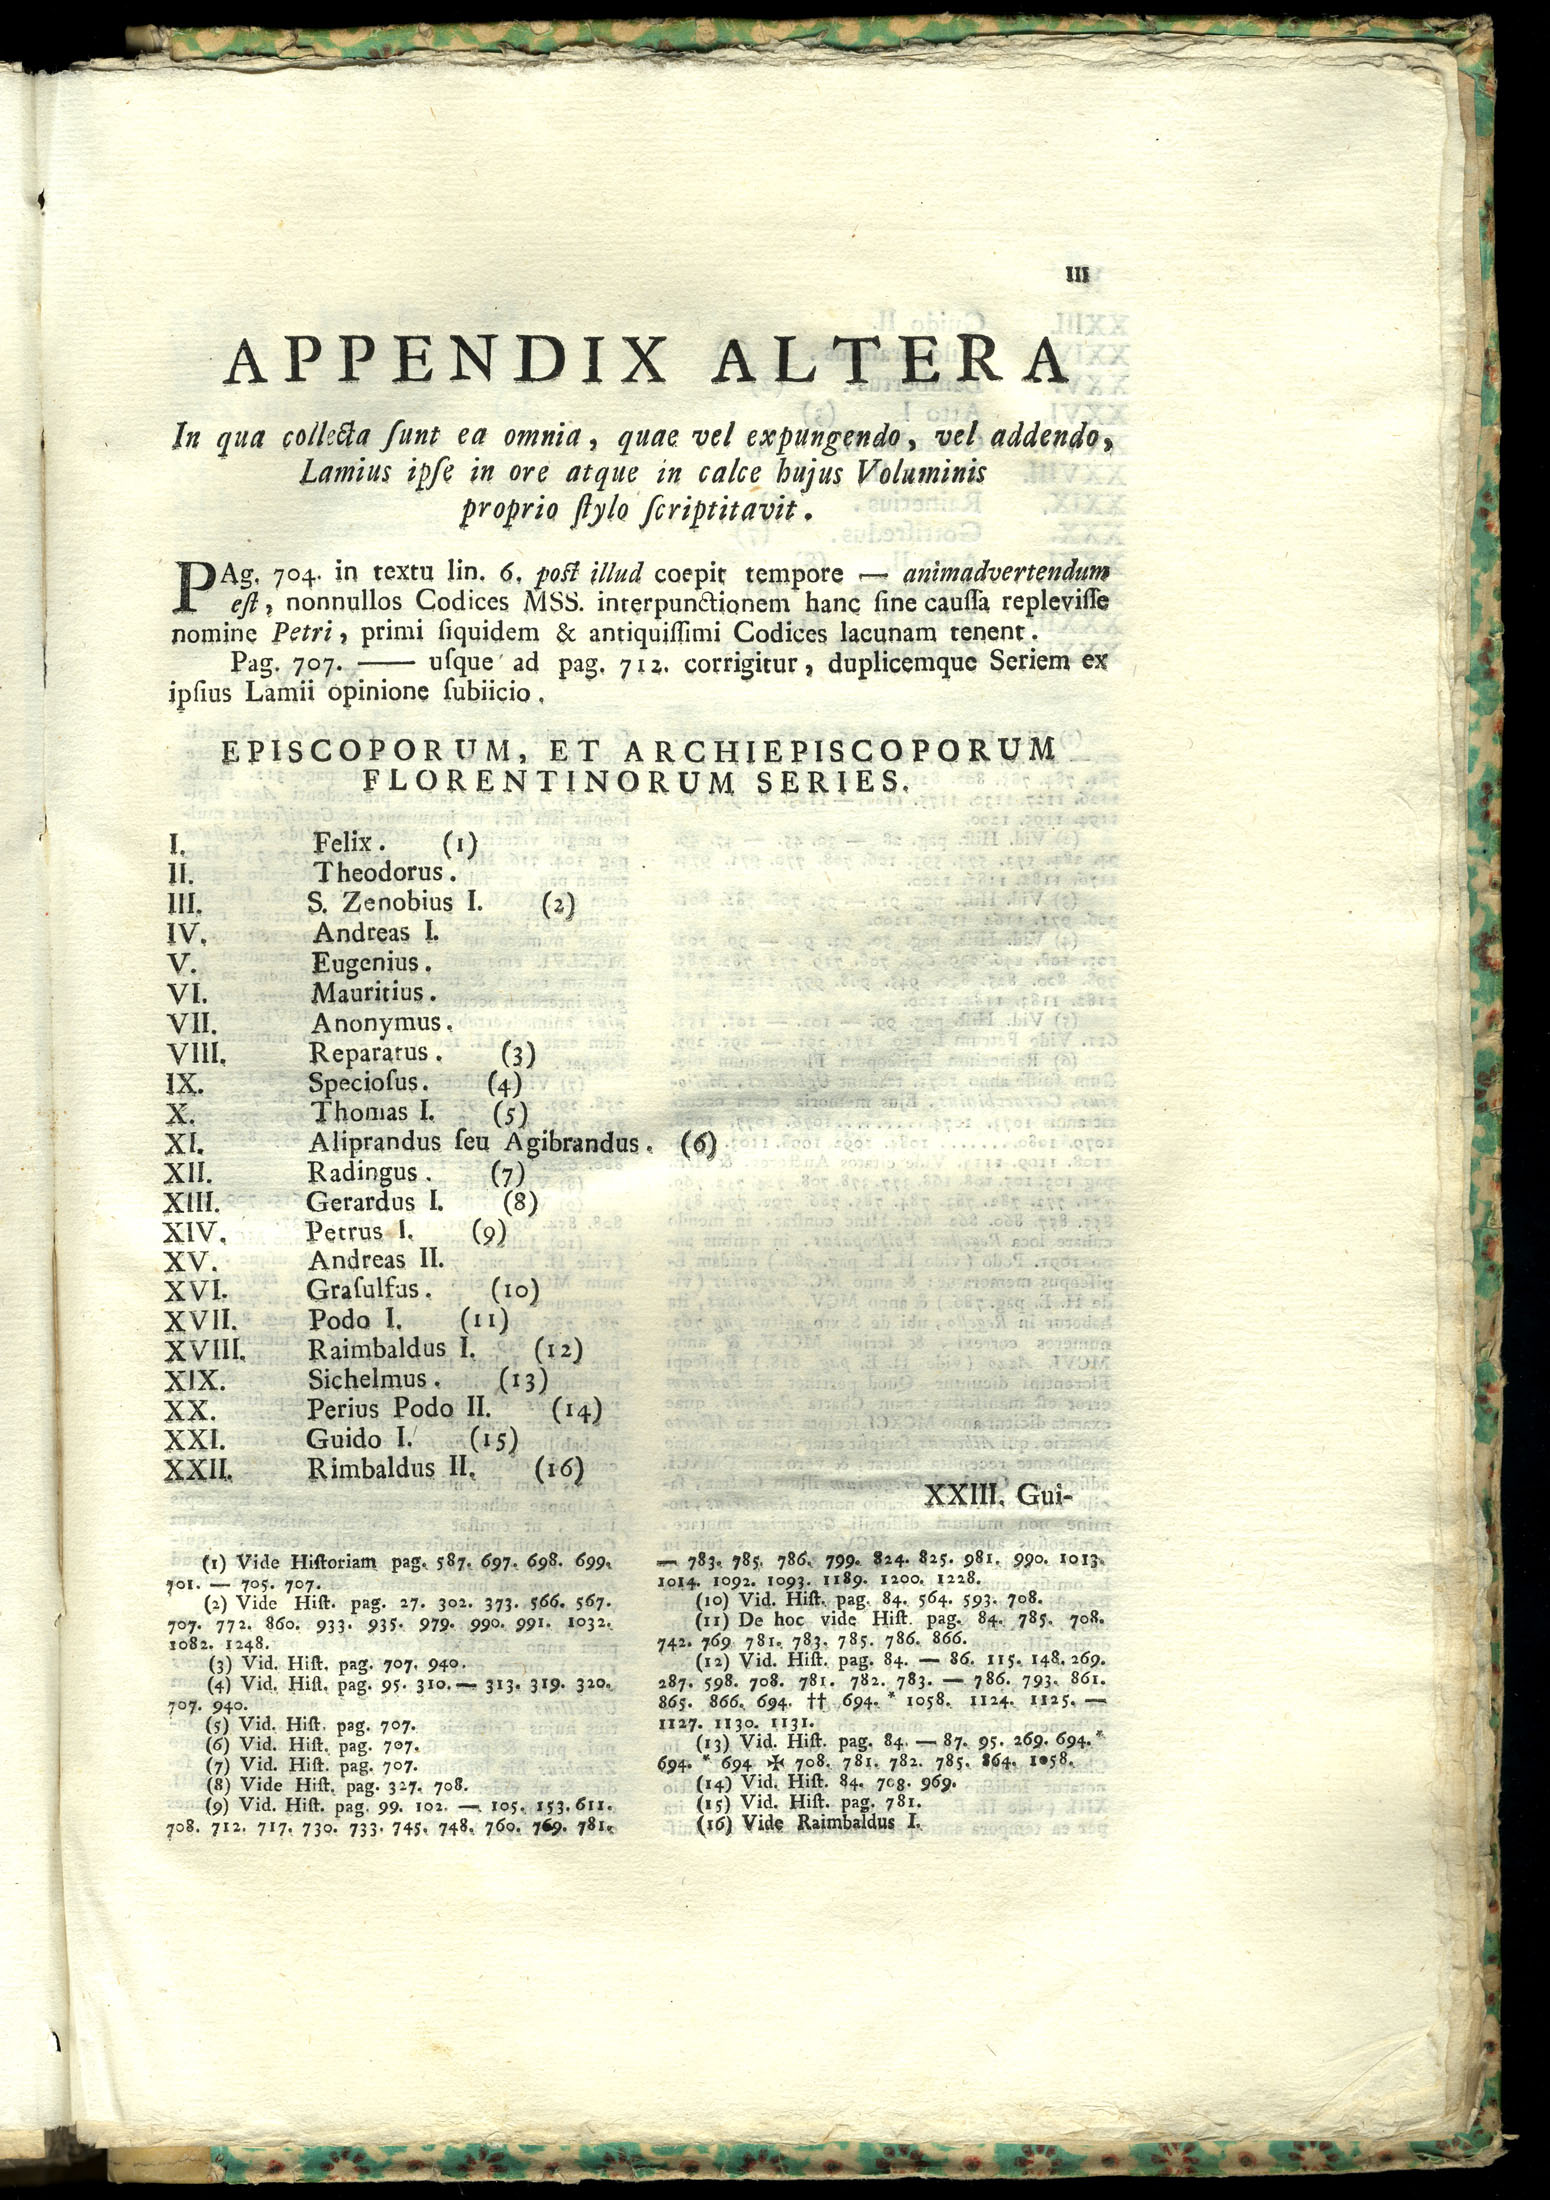 III
APPENDIX ALTERA
In qua collecta ſunt ea omnia, quae vel expungendo, vel addendo,
Lamius ipſe in ore atque in calce hujus Voluminis
proprio ſtylo ſcriptitavit.
PAg. 704. in textu lin. 6. poſt illud coepit tempore — animadvertendum
eſt, nonnullos Codices MSS. interpunctionem hanc ſine cauſſa repleviſſe
nomine Petri, primi ſiquidem & antiquiſſimi Codices lacunam tenent.
Pag. 707. —— uſque ad pag. 712. corrigitur, duplicemque Seriem ex
ipſius Lamii opinione ſubiicio.
EPISCOPORUM, ET ARCHIEPISCOPORUM
FLORENTINORUM SERIES.
I. Felix. (1)
II. Theodorus.
III. S. Zenobius I. (2)
IV. Andreas I.
V. Eugenius.
VI. Mauritius.
VII. Anonymus.
VIII. Reparatus. (3)
IX. Specioſus. (4)
X. Thomas I. (5)
XI. Aliprandus ſeu Agibrandus. (6)
XII. Radingus. (7)
XIII. Gerardus I. (8)
XIV. Petrus I. (9)
XV. Andreas II.
XVI. Graſulfus. (10)
XVII. Podo I. (11)
XVIII. Raimbaldus I. (12)
XIX. Sichelmus. (13)
XX. Perius Podo II. (14)
XXI. Guido I. (15)
XXII. Rimbaldus II. (16)
XXIII. Gui-
(1) Vide Hiſtoriam pag. 587. 697. 698. 699.
701. — 705. 707.
(2) Vide Hiſt. pag. 27. 302. 373. 566. 567.
707. 772. 860. 933. 935. 979. 990. 991. 1032.
1082. 1248.
(3) Vid. Hiſt. pag. 707. 940.
(4) Vid. Hiſt. pag. 95. 310. — 313. 319. 320.
707. 940.
(5) Vid. Hiſt. pag. 707.
(6) Vid. Hiſt. pag. 707.
(7) Vid. Hiſt. pag. 707.
(8) Vide Hiſt. pag. 327. 708.
(9) Vid. Hiſt. pag. 99. 102. — 105. 153. 611.
708. 712. 717. 730. 733. 745. 748. 760. 769. 781.
— 783. 785. 786. 799. 824. 825. 981. 990. 1013.
1014. 1092. 1093. 1189. 1200. 1228.
(10) Vid. Hiſt. pag. 84. 564. 593. 708.
(11) De hoc vide Hiſt. pag. 84. 785. 708.
742. 769 781. 783. 785. 786. 866.
(12) Vid. Hiſt. pag. 84. — 86. 115. 148. 269.
287. 598. 708. 781. 782. 783. — 786. 793. 861.
865. 866. 694. †† 694. * 1058. 1124. 1125. —
1127. 1130. 1131.
(13) Vid. Hiſt. pag. 84. — 87. 95. 269. 694. *
694. * 694 ✠ 708. 781. 782. 785. 864. 1058.
(14) Vid. Hiſt. 84. 708. 969.
(15) Vid. Hiſt. pag. 781.
(16) Vide Raimbaldus I.